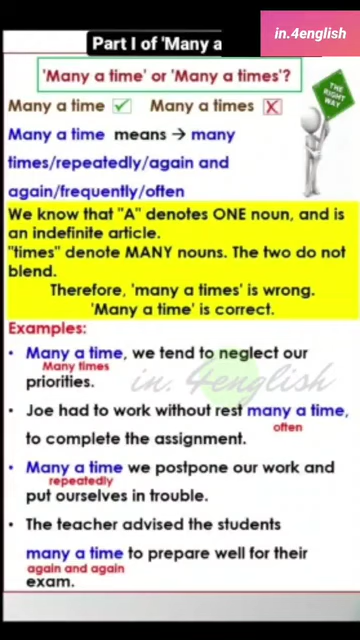 Part I of 'Many a
in.4english
'Many a time' or 'Many a times'?
Many a time Many a times
THE
RIGHT
WAY
Many a time means → many
times/repeatedly/again and
again/frequently/often
We know that "A" denotes ONE noun, and is
an indefinite article.
"times" denote MANY nouns. The two do not
blend.
Therefore, 'many a times' is wrong.
'Many a time' is correct.
Examples:
• Many a time, we tend to neglect our
Many times
priorities.
in. 4english
• Joe had to work without rest many a time,
often
to complete the assignment.
• Many a time we postpone our work and
repeatedly
put ourselves in trouble.
• The teacher advised the students
many a time to prepare well for their
again and again
exam.